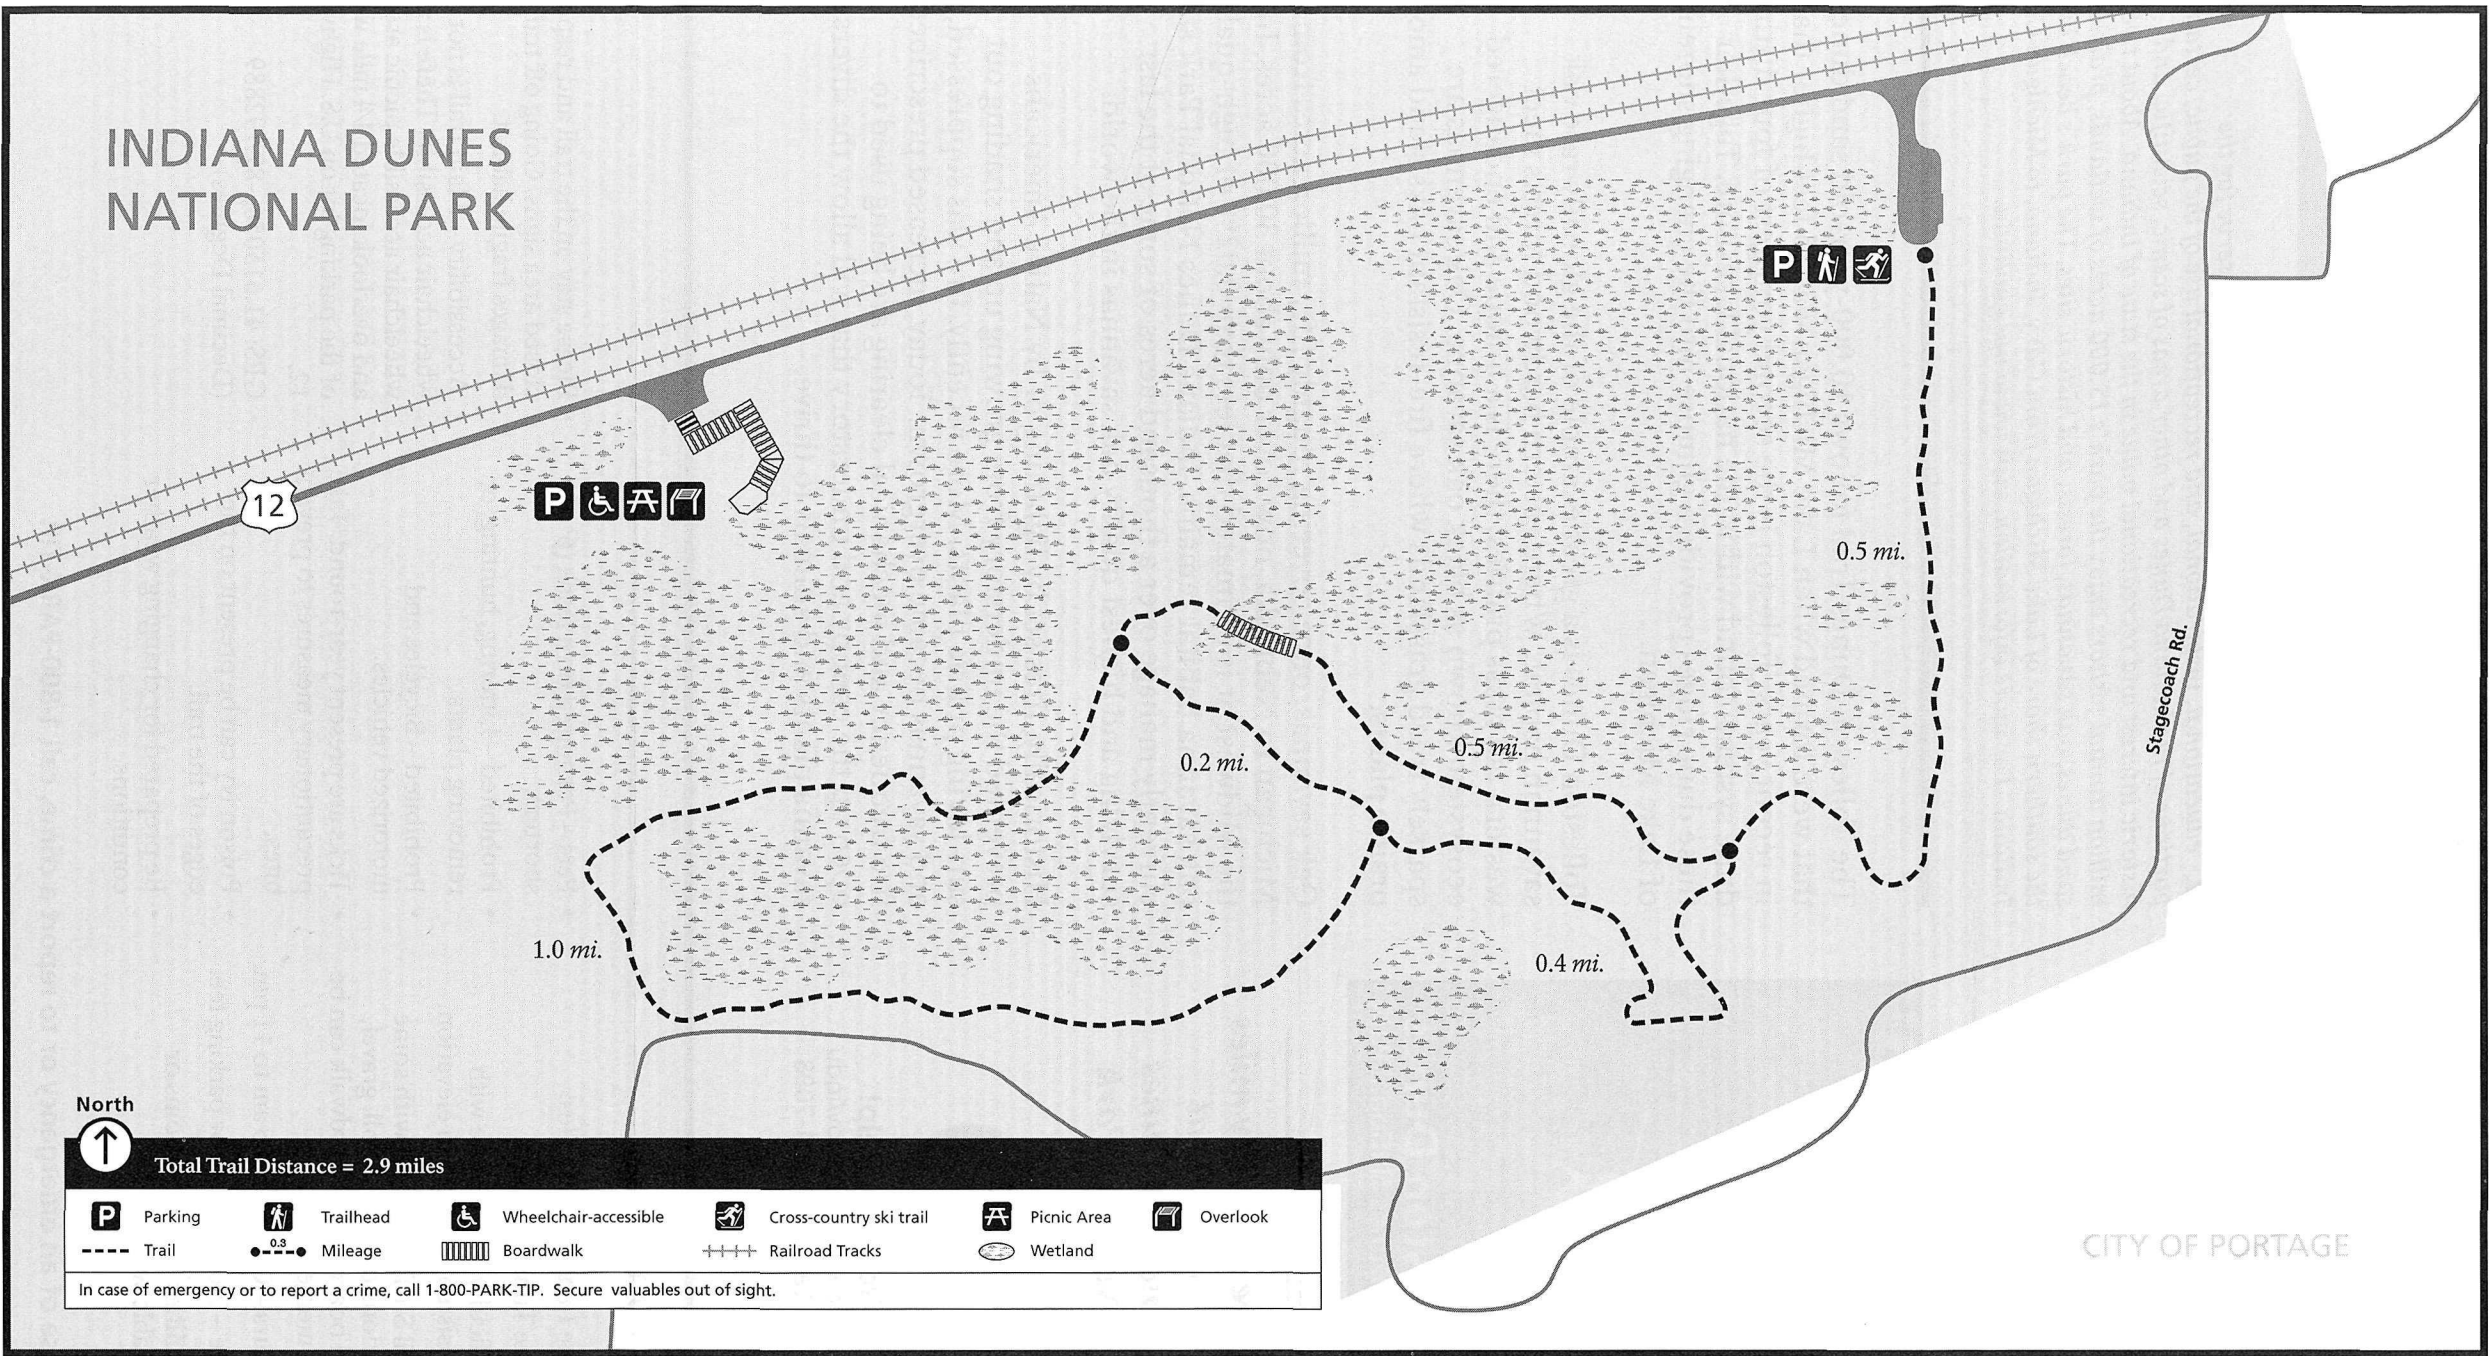 INDIANA DUNES
NATIONAL PARK
12
P
P
0.5 mi.
Stagecoach Rd.
0.2 mi.
0.5 mi.
1.0 mi.
0.4 mi.
North
Total Trail Distance = 2.9 miles
P Parking
Trailhead
Wheelchair-accessible
Cross-country ski trail
Picnic Area
Overlook
Trail
0.3 Mileage
Boardwalk
Railroad Tracks
Wetland
In case of emergency or to report a crime, call 1-800-PARK-TIP. Secure valuables out of sight.
CITY OF PORTAGE